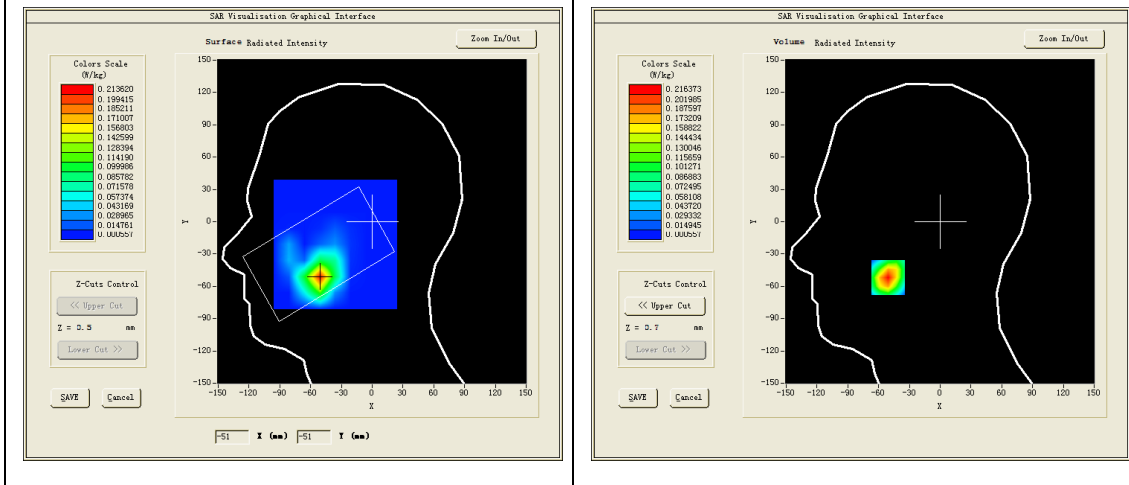 SAR Visualisation Graphical Interface
Surface Radiated Intensity
Zoom In/Out
Colors Scale
(W/kg)
0.213620
0.199415
0.185211
0.171007
0.156803
0.142599
0.128394
0.114190
0.099986
0.085782
0.071578
0.057374
0.043169
0.028965
0.014761
0.000557
Z-Cuts Control
<< Upper Cut
Z = 0.5 mm
Lower Cut >>
SAVE Cancel
150
120
90
60
30
0
-30
-60
-90
-120
-150
Y
-150 -120 -90 -60 -30 0 30 60 90 120 150
X
-51 X (mm) -51 Y (mm)
SAR Visualisation Graphical Interface
Volume Radiated Intensity
Zoom In/Out
Colors Scale
(W/kg)
0.216373
0.201985
0.187597
0.173209
0.158822
0.144434
0.130046
0.115659
0.101271
0.086883
0.072495
0.058108
0.043720
0.029332
0.014945
0.000557
Z-Cuts Control
<< Upper Cut
Z = 0.7 mm
Lower Cut >>
SAVE Cancel
150
120
90
60
30
0
-30
-60
-90
-120
-150
Y
-150 -120 -90 -60 -30 0 30 60 90 120 150
X